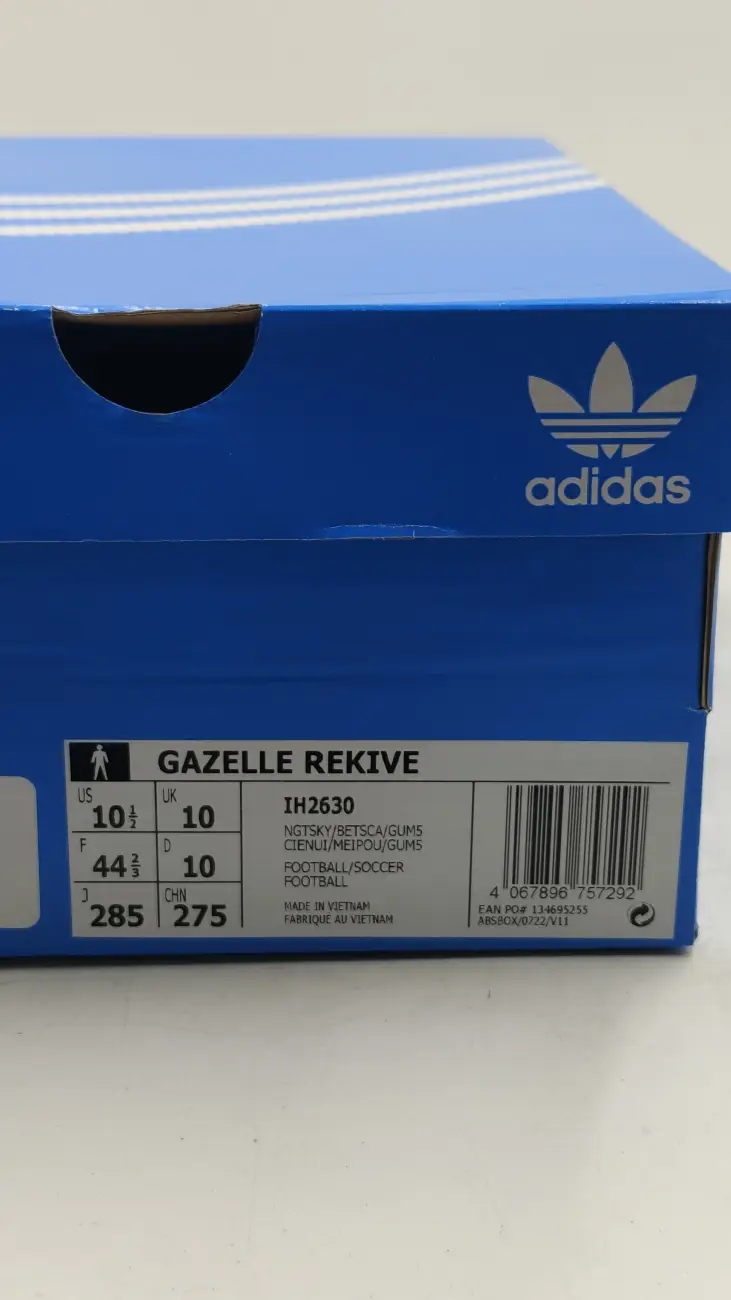 adidas
GAZELLE REKIVE
US 10½ UK 10
F 44⅔ D 10
J 285 CHN 275
IH2630
NGTSKY/BETSCA/GUM5
CIENUI/MEIPOU/GUM5
FOOTBALL/SOCCER
FOOTBALL
MADE IN VIETNAM
FABRIQUE AU VIETNAM
4 067896 757292
EAN PO# 134695255
ABSBOX/0722/V11